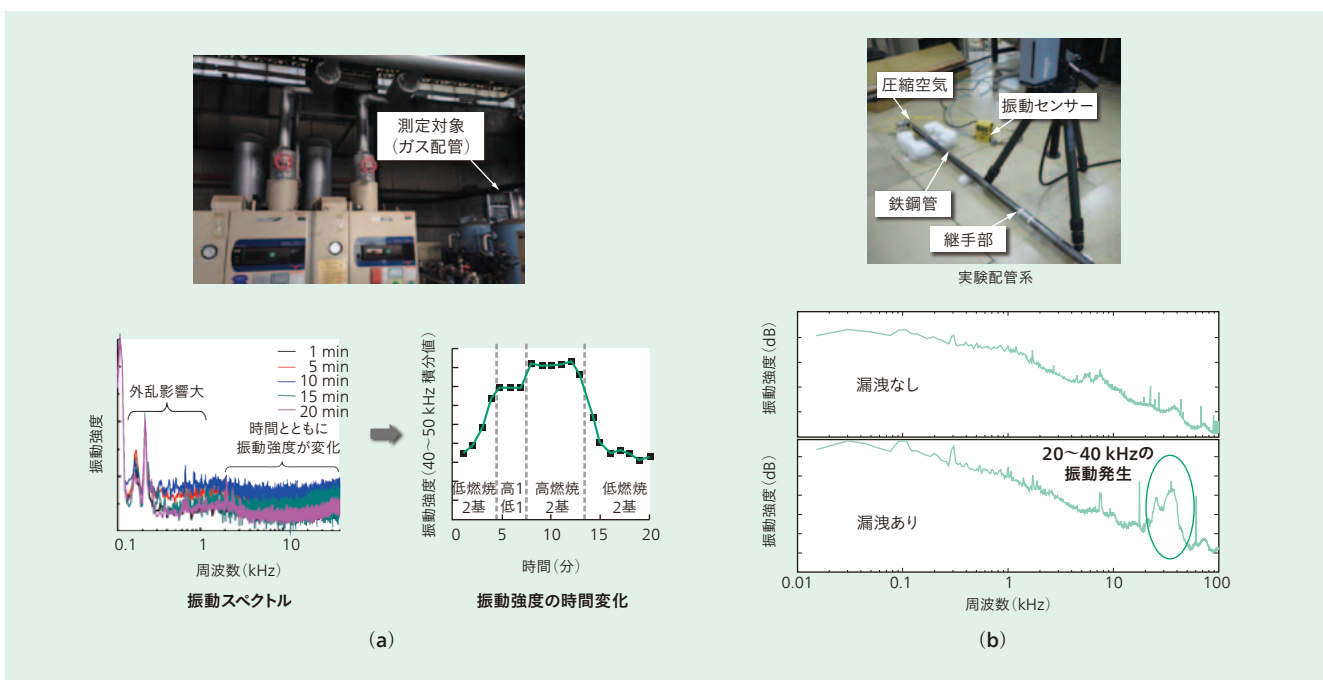 測定対象
（ガス配管）
1 min
5 min
10 min
15 min
20 min
外乱影響大
時間とともに
振動強度が変化
振動強度
0.1
1
10
周波数（kHz）
振動スペクトル
振動強度（40～50 kHz 積分値）
低燃焼
2基
高1
低1
高燃焼
2基
低燃焼
2基
0
5
10
15
20
時間（分）
振動強度の時間変化
（a）
圧縮空気
振動センサー
鉄鋼管
継手部
実験配管系
振動強度（dB）
漏洩なし
振動強度（dB）
20～40 kHzの
振動発生
漏洩あり
0.01
0.1
1
10
100
周波数（kHz）
（b）